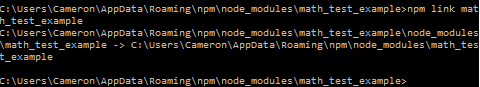 C:\Users\Cameron\AppData\Roaming\npm\node_modules\math_test_example>npm link mat
h_test_example
C:\Users\Cameron\AppData\Roaming\npm\node_modules\math_test_example\node_modules
\math_test_example -> C:\Users\Cameron\AppData\Roaming\npm\node_modules\math_tes
t_example

C:\Users\Cameron\AppData\Roaming\npm\node_modules\math_test_example>